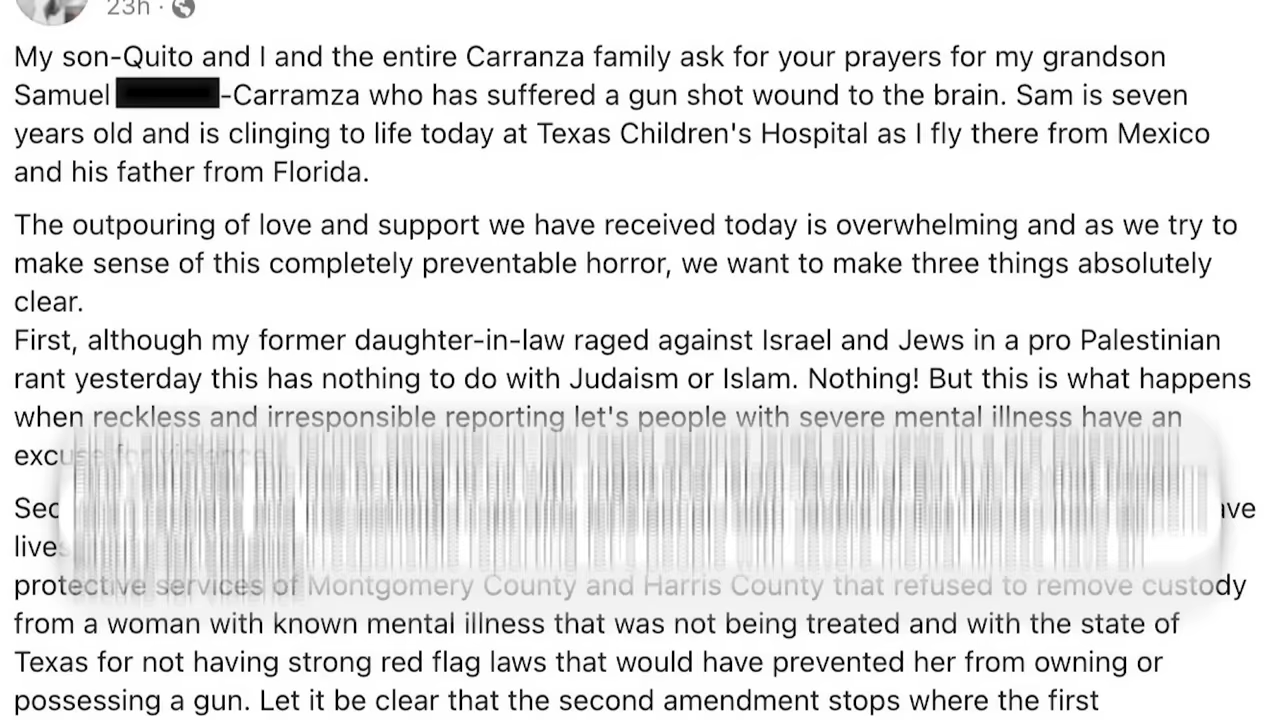 23h ·
My son-Quito and I and the entire Carranza family ask for your prayers for my grandson
Samuel -Carramza who has suffered a gun shot wound to the brain. Sam is seven
years old and is clinging to life today at Texas Children's Hospital as I fly there from Mexico
and his father from Florida.
The outpouring of love and support we have received today is overwhelming and as we try to
make sense of this completely preventable horror, we want to make three things absolutely
clear.
First, although my former daughter-in-law raged against Israel and Jews in a pro Palestinian
rant yesterday this has nothing to do with Judaism or Islam. Nothing! But this is what happens
when reckless and irresponsible reporting let's people with severe mental illness have an
excuse for violence.
protective services of Montgomery County and Harris County that refused to remove custody
from a woman with known mental illness that was not being treated and with the state of
Texas for not having strong red flag laws that would have prevented her from owning or
possessing a gun. Let it be clear that the second amendment stops where the first